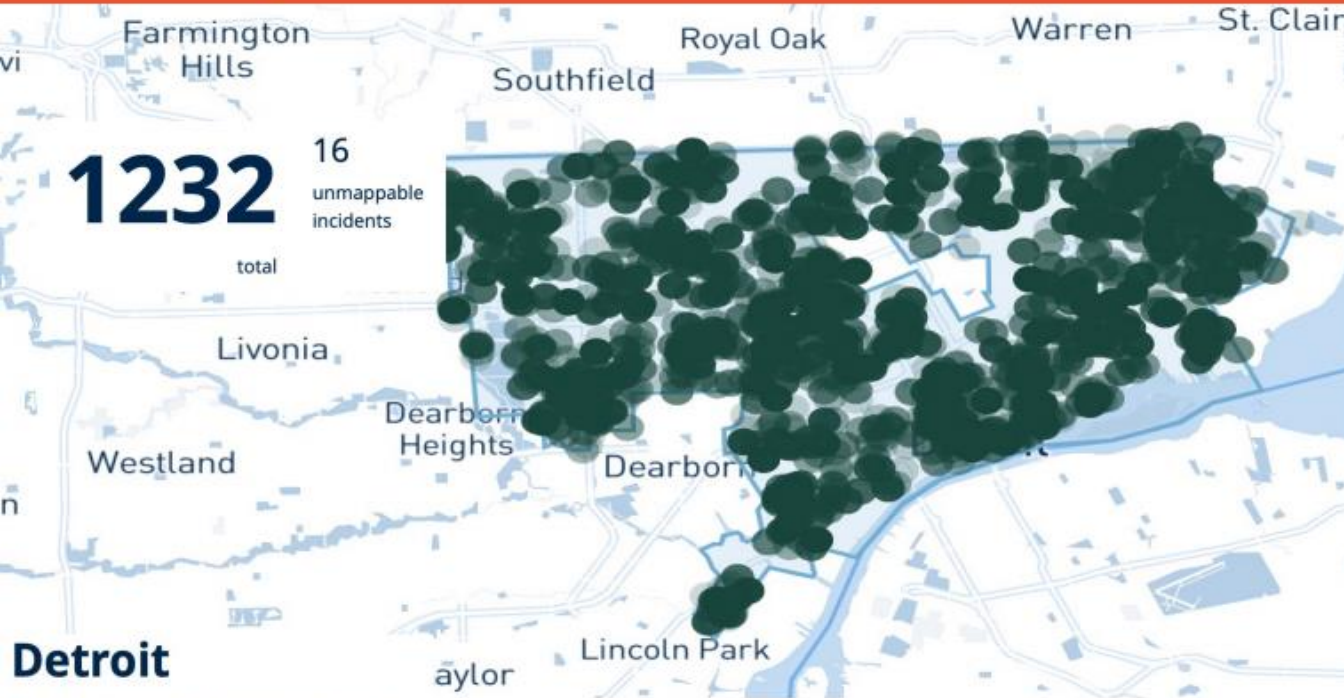 Farmington
Hills
Royal Oak
Warren
St. Clair
vi
Southfield
1232
16
unmappable
incidents
total
Livonia
Dearborn
Heights
Westland
Dearborn
n
Lincoln Park
Detroit
aylor